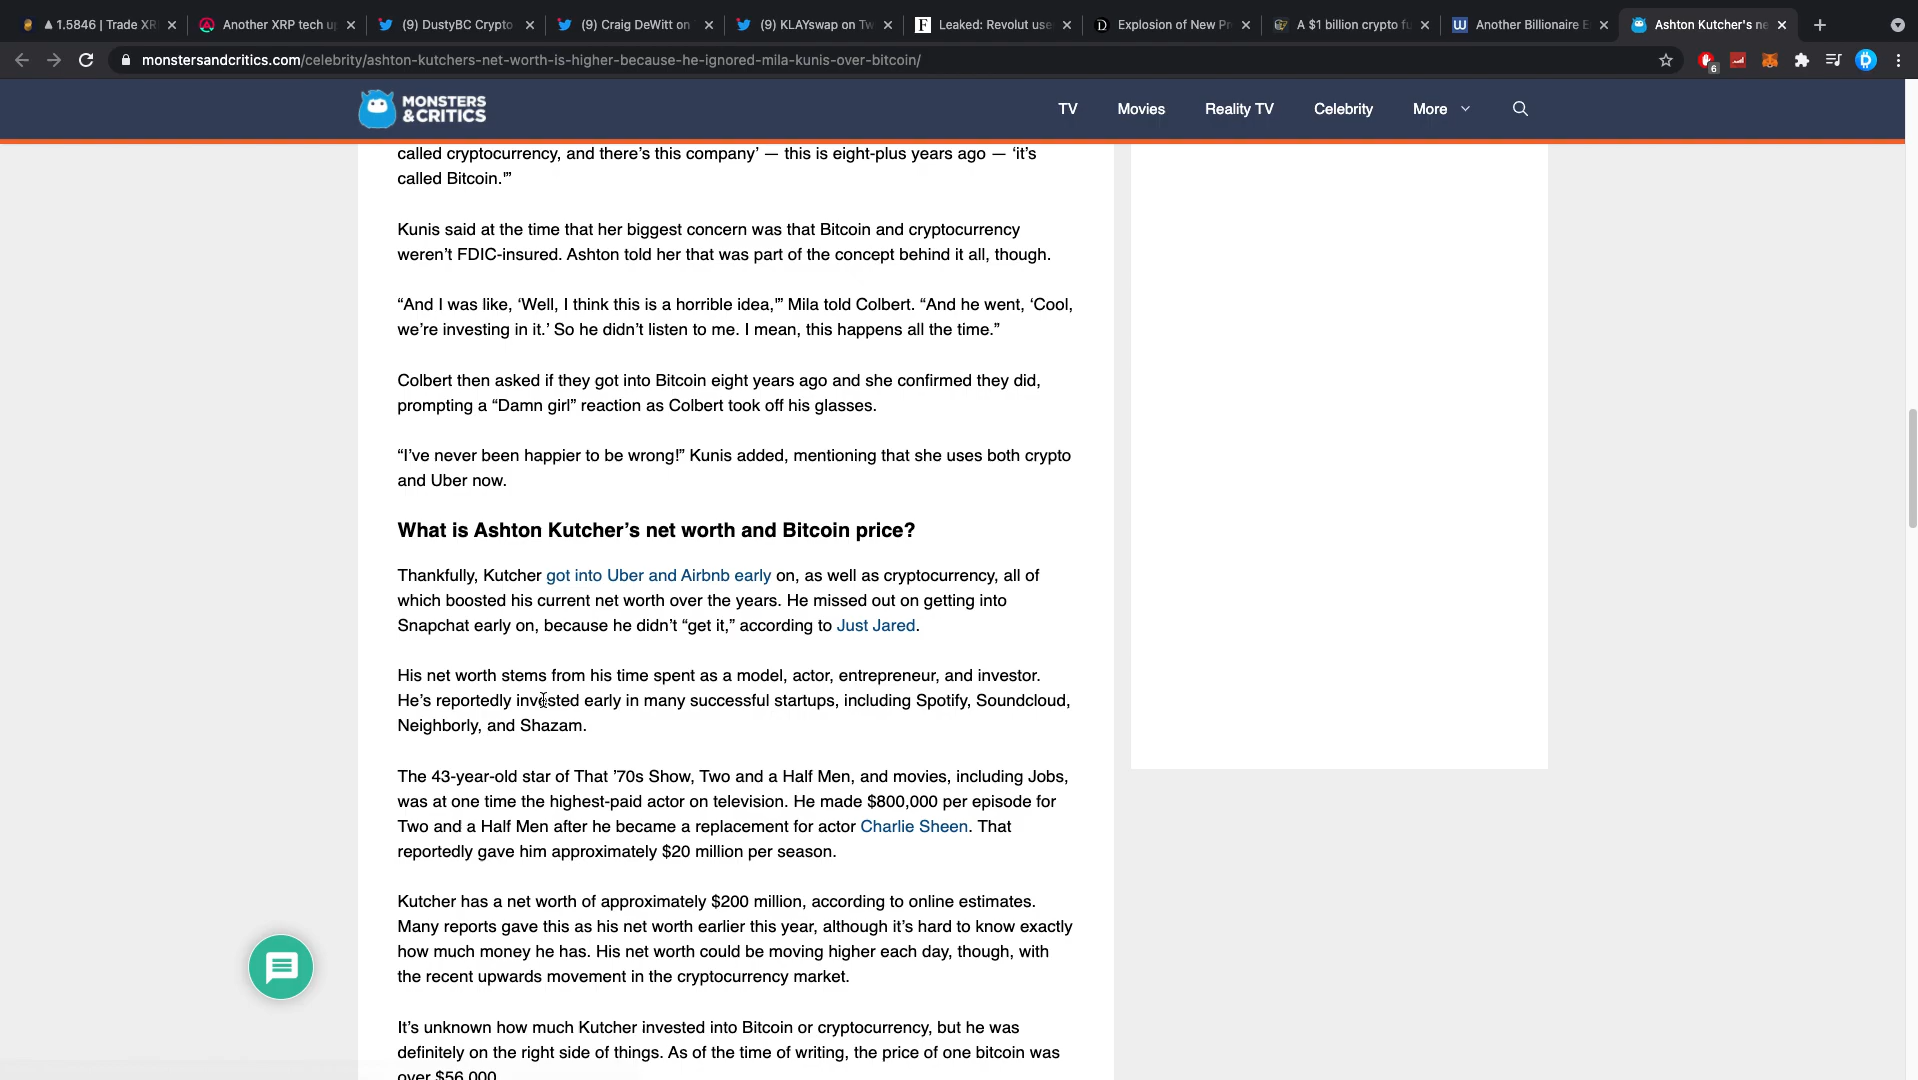 1.5846 | Trade XR
Another XRP tech u
(9) DustyBC Crypto
(9) Craig DeWitt on
(9) KLAYswap on Tw
Leaked: Revolut use
Explosion of New Pr
A $1 billion crypto fu
Another Billionaire E
Ashton Kutcher's ne
monstersandcritics.com/celebrity/ashton-kutchers-net-worth-is-higher-because-he-ignored-mila-kunis-over-bitcoin/
6
MONSTERS
&CRITICS
TV
Movies
Reality TV
Celebrity
More
called cryptocurrency, and there’s this company’ — this is eight-plus years ago — ‘it’s
called Bitcoin.'”
Kunis said at the time that her biggest concern was that Bitcoin and cryptocurrency
weren’t FDIC-insured. Ashton told her that was part of the concept behind it all, though.
“And I was like, ‘Well, I think this is a horrible idea,'” Mila told Colbert. “And he went, ‘Cool,
we’re investing in it.’ So he didn’t listen to me. I mean, this happens all the time.”
Colbert then asked if they got into Bitcoin eight years ago and she confirmed they did,
prompting a “Damn girl” reaction as Colbert took off his glasses.
“I’ve never been happier to be wrong!” Kunis added, mentioning that she uses both crypto
and Uber now.
What is Ashton Kutcher’s net worth and Bitcoin price?
Thankfully, Kutcher got into Uber and Airbnb early on, as well as cryptocurrency, all of
which boosted his current net worth over the years. He missed out on getting into
Snapchat early on, because he didn’t “get it,” according to Just Jared.
His net worth stems from his time spent as a model, actor, entrepreneur, and investor.
He’s reportedly invested early in many successful startups, including Spotify, Soundcloud,
Neighborly, and Shazam.
The 43-year-old star of That ’70s Show, Two and a Half Men, and movies, including Jobs,
was at one time the highest-paid actor on television. He made $800,000 per episode for
Two and a Half Men after he became a replacement for actor Charlie Sheen. That
reportedly gave him approximately $20 million per season.
Kutcher has a net worth of approximately $200 million, according to online estimates.
Many reports gave this as his net worth earlier this year, although it’s hard to know exactly
how much money he has. His net worth could be moving higher each day, though, with
the recent upwards movement in the cryptocurrency market.
It’s unknown how much Kutcher invested into Bitcoin or cryptocurrency, but he was
definitely on the right side of things. As of the time of writing, the price of one bitcoin was
over $56,000.